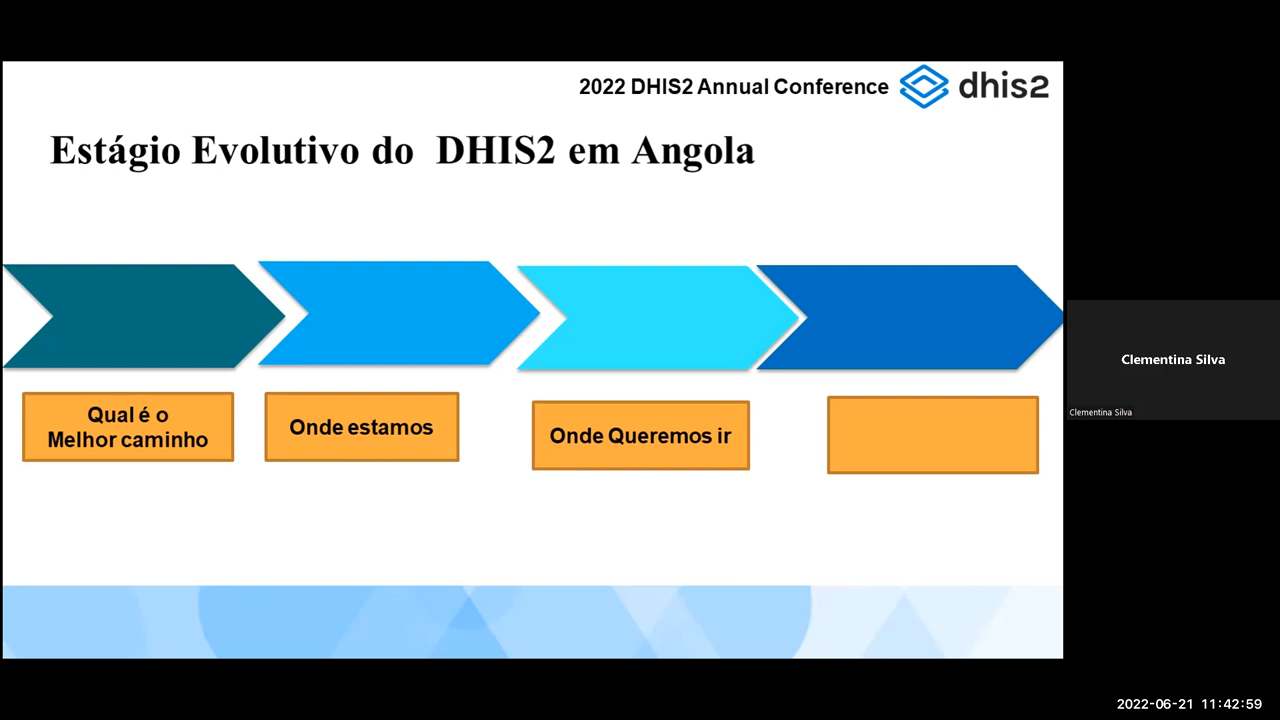 2022 DHIS2 Annual Conference dhis2
Estágio Evolutivo do DHIS2 em Angola
Qual é o
Melhor caminho
Onde estamos
Onde Queremos ir
Clementina Silva
Clementina Silva
2022-06-21 11:42:59